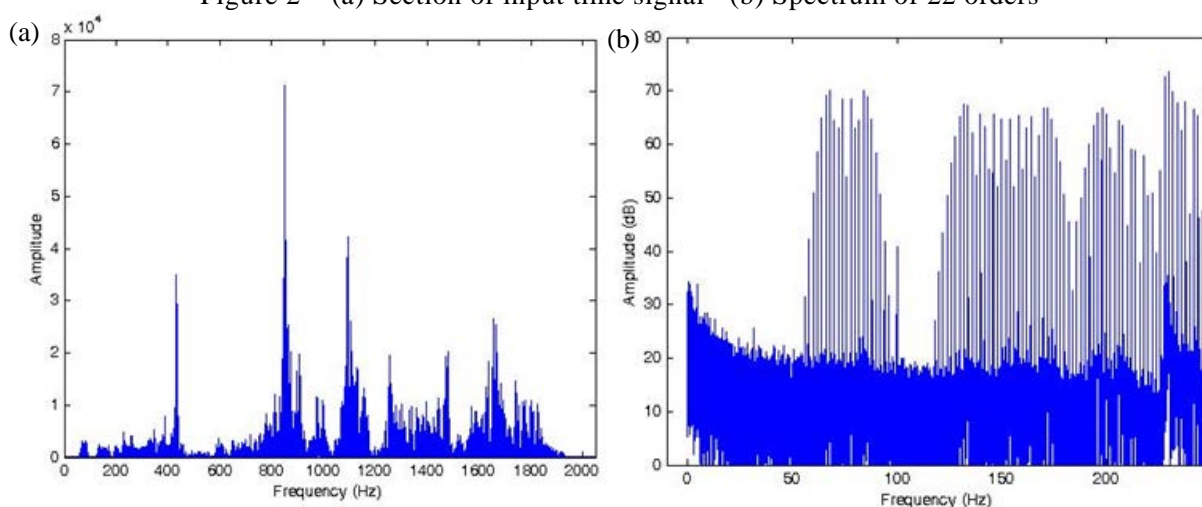 Figure 2 – (a) Section of input time signal (b) Spectrum of 22 orders
(a)
x 10^4
8
7
6
5
4
3
2
1
0
Amplitude
0 200 400 600 800 1000 1200 1400 1600 1800 2000
Frequency (Hz)
(b)
80
70
60
50
40
30
20
10
0
Amplitude (dB)
0 50 100 150 200
Frequency (Hz)